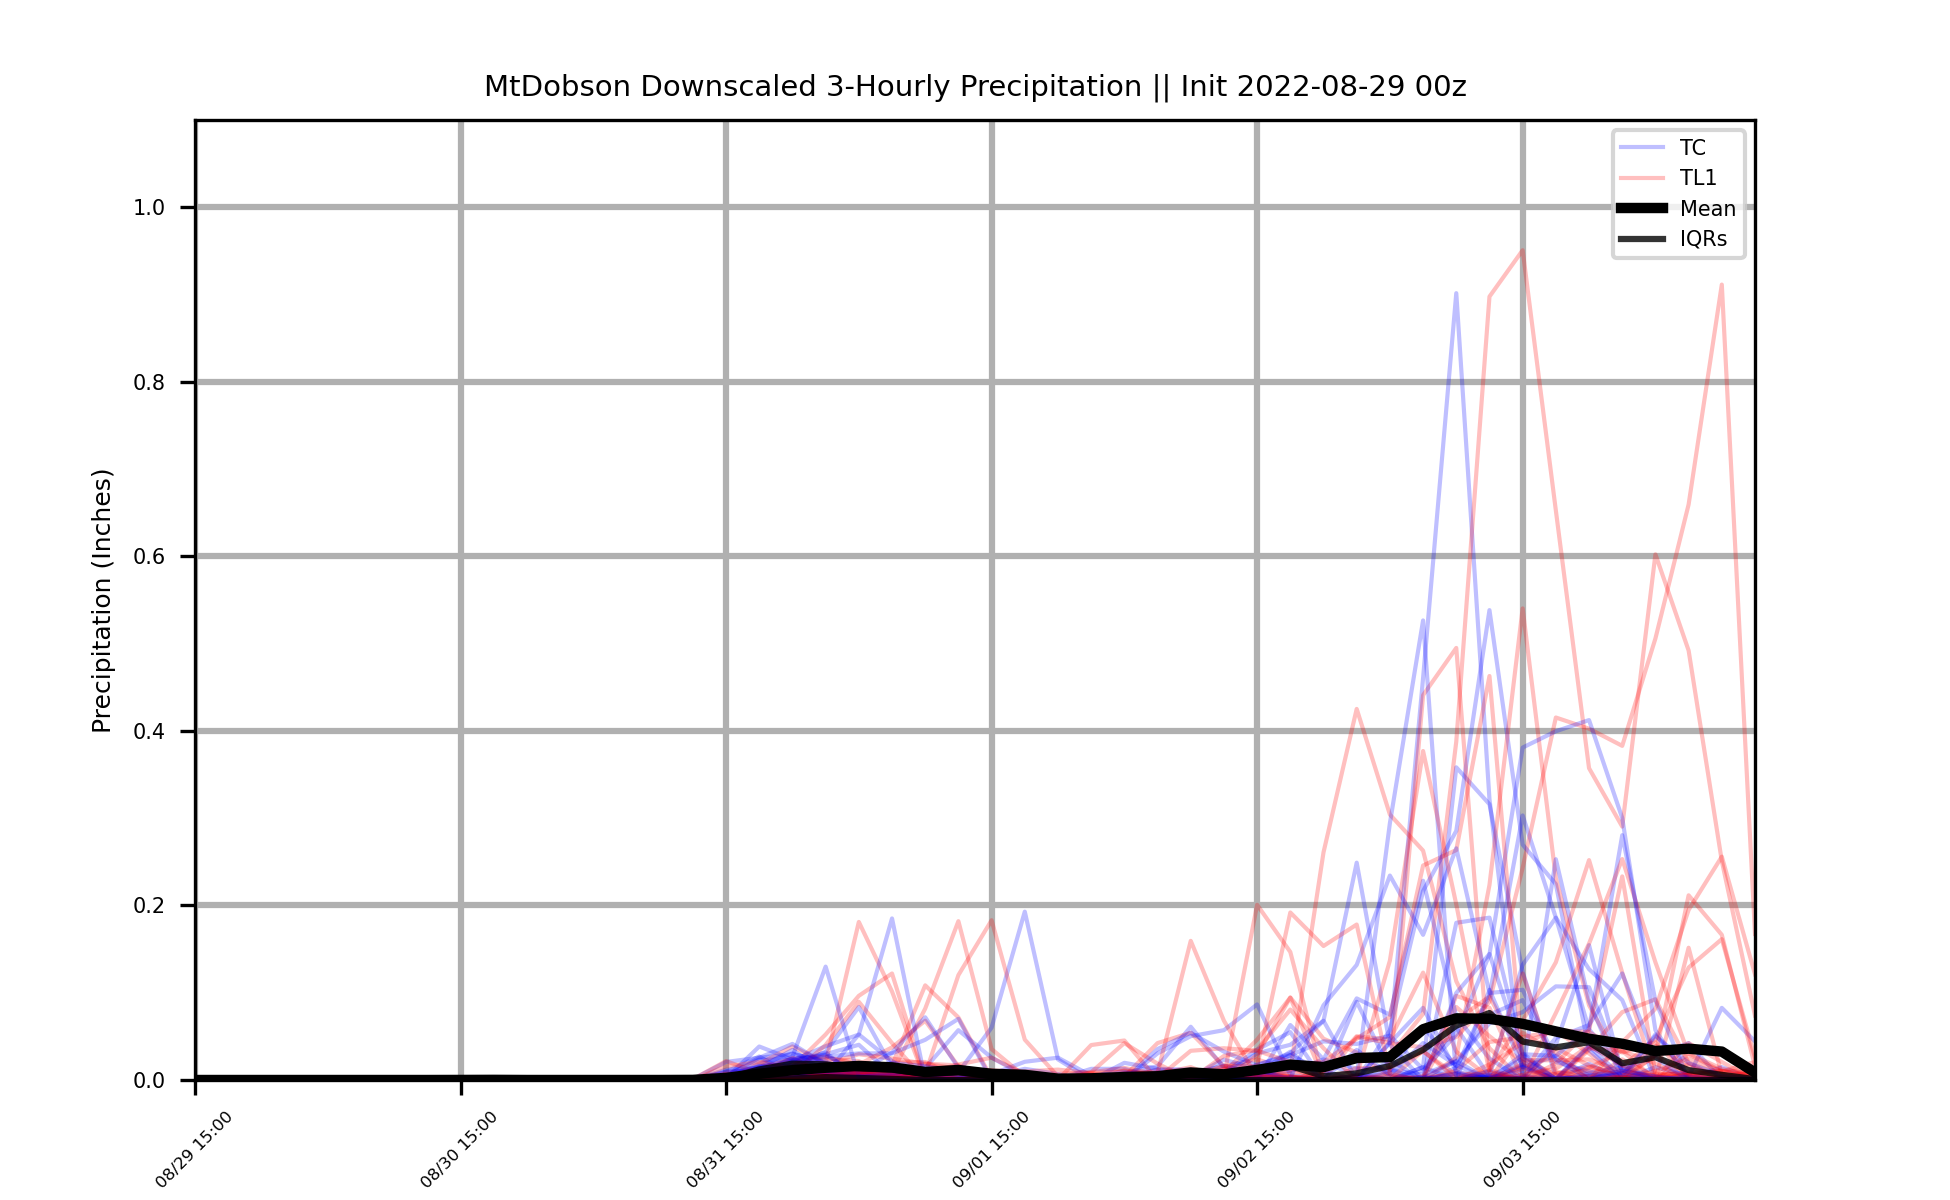 MtDobson Downscaled 3-Hourly Precipitation || Init 2022-08-29 00z
TC
TL1
Mean
IQRs
Precipitation (Inches)
1.0
0.8
0.6
0.4
0.2
0.0
08/29 15:00
08/30 15:00
08/31 15:00
09/01 15:00
09/02 15:00
09/03 15:00